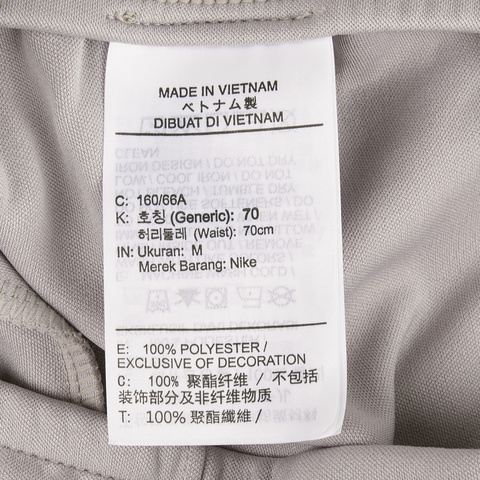 MADE IN VIETNAM
ベトナム製
DIBUAT DI VIETNAM
C: 160/66A
K: 호칭 (Generic): 70
허리둘레 (Waist): 70cm
IN: Ukuran: M
Merek Barang: Nike
E: 100% POLYESTER /
EXCLUSIVE OF DECORATION
C: 100% 聚酯纤维 / 不包括
装饰部分及非纤维物质
T: 100% 聚酯纖維 /